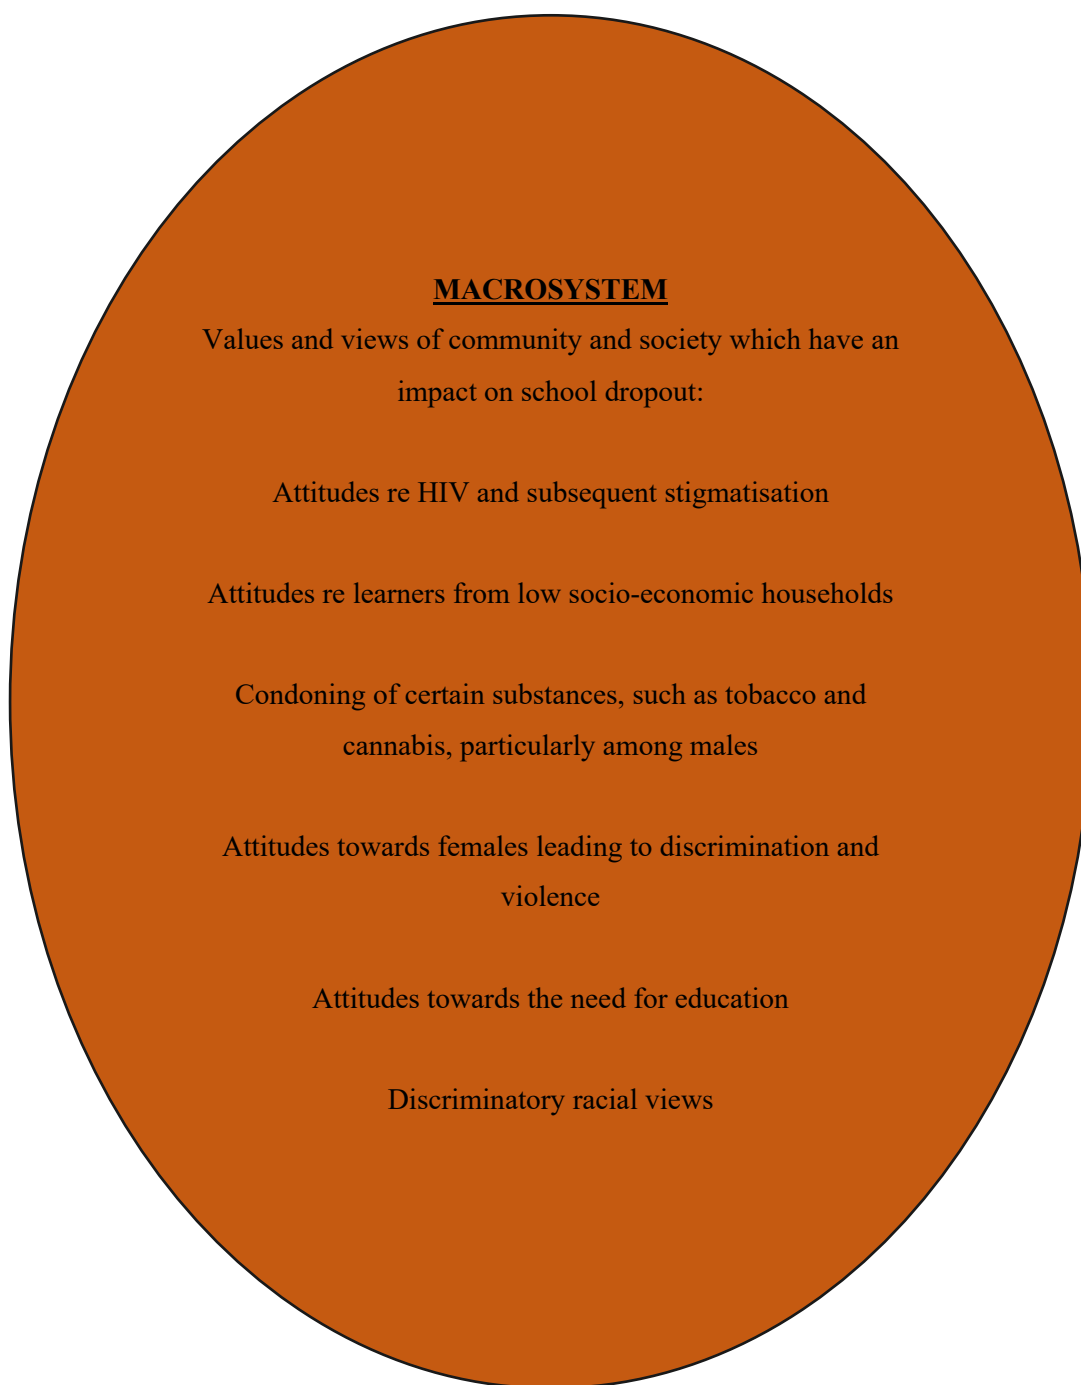 MACROSYSTEM
Values and views of community and society which have an
impact on school dropout:
Attitudes re HIV and subsequent stigmatisation
Attitudes re learners from low socio-economic households
Condoning of certain substances, such as tobacco and
cannabis, particularly among males
Attitudes towards females leading to discrimination and
violence
Attitudes towards the need for education
Discriminatory racial views